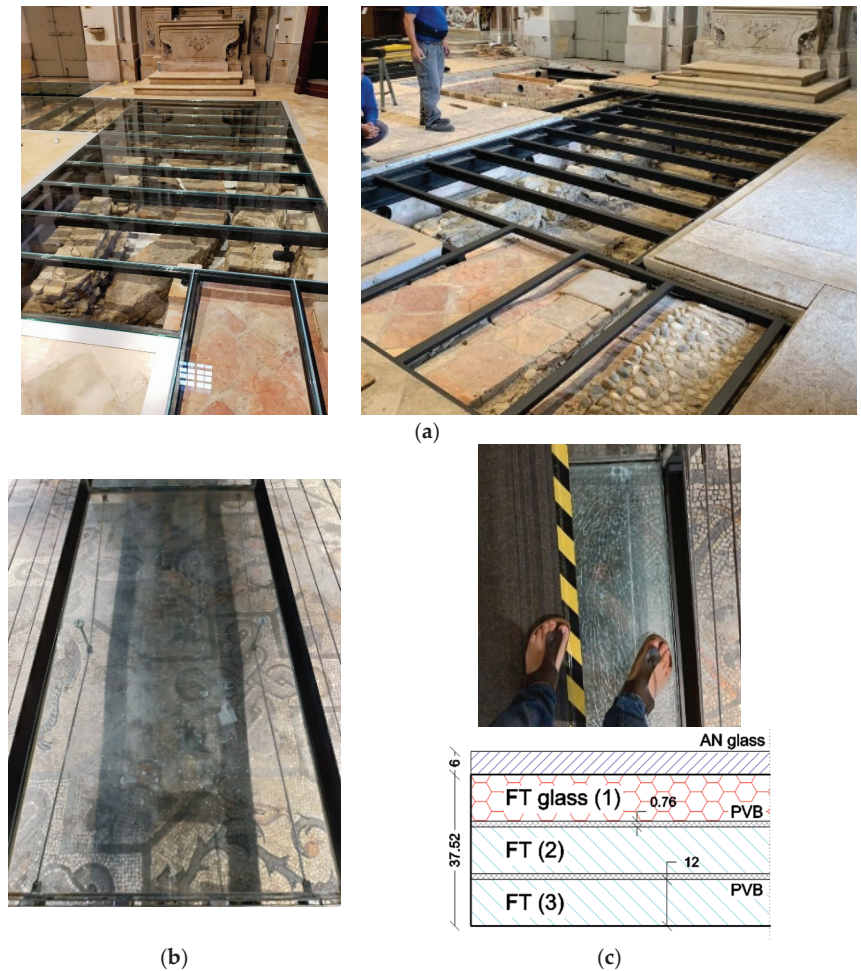 (a)
AN glass
6
FT glass (1)
0.76
PVB
37.52
FT (2)
12
FT (3)
PVB
(b)
(c)